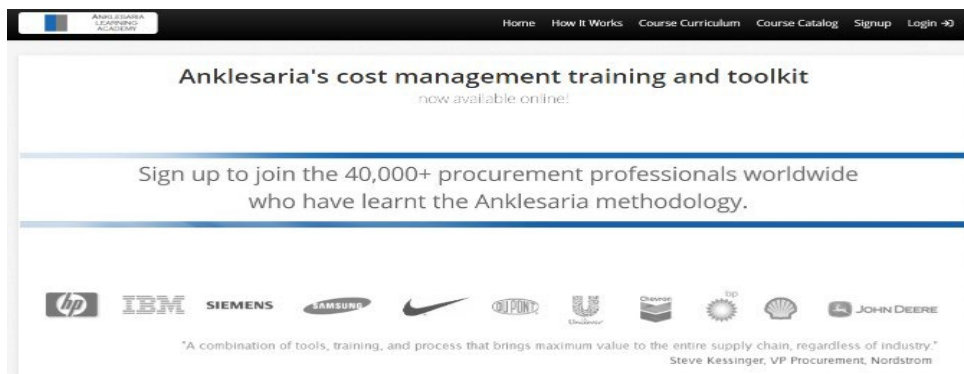 ANKLESARIA
LEARNING
ACADEMY
Home How It Works Course Curriculum Course Catalog Signup Login
Anklesaria's cost management training and toolkit
now available online!
Sign up to join the 40,000+ procurement professionals worldwide
who have learnt the Anklesaria methodology.
hp IBM SIEMENS SAMSUNG DUPONT Unilever Chevron bp JOHN DEERE
"A combination of tools, training, and process that brings maximum value to the entire supply chain, regardless of industry."
Steve Kessinger, VP Procurement, Nordstrom